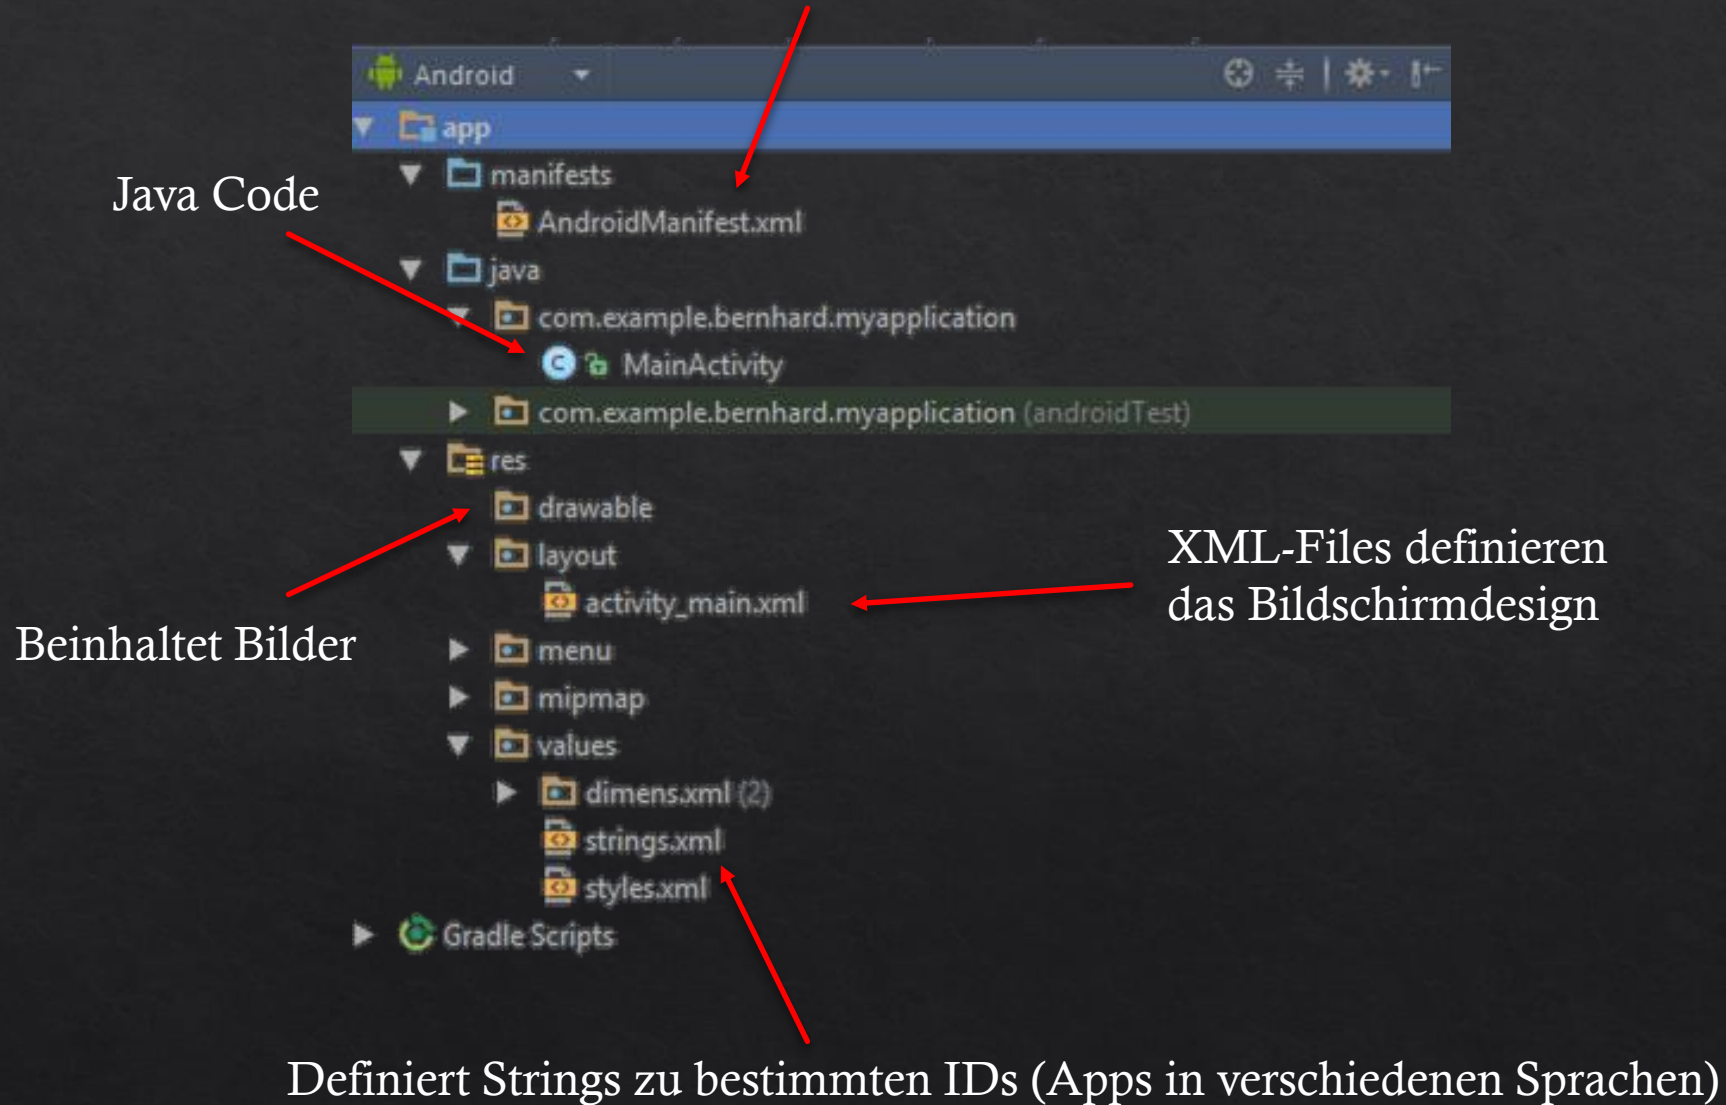 Android
app
manifests
Java Code
AndroidManifest.xml
java
com.example.bernhard.myapplication
MainActivity
com.example.bernhard.myapplication (androidTest)
res
drawable
layout
XML-Files definieren
das Bildschirmdesign
activity_main.xml
Beinhaltet Bilder
menu
mipmap
values
dimens.xml (2)
strings.xml
styles.xml
Gradle Scripts
Definiert Strings zu bestimmten IDs (Apps in verschiedenen Sprachen)